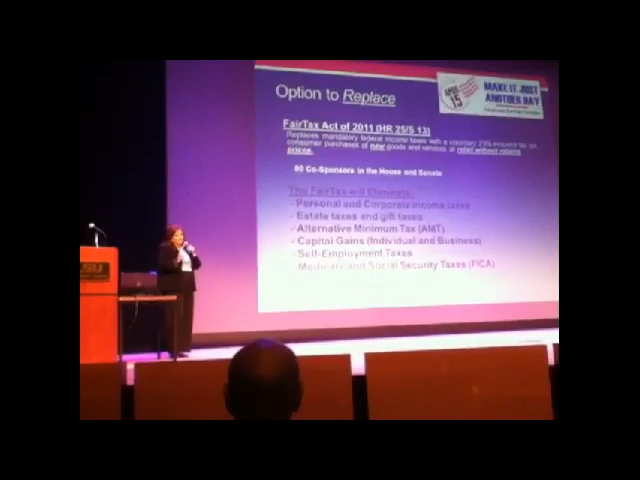 Option to Replace
APRIL 15
MAKE IT JUST
ANOTHER DAY
FairTax Act of 2011 (HR 25/S 13)
Replaces mandatory federal income taxes with a voluntary 23% inclusive tax on
consumer purchases of new goods and services at retail without raising
prices.
60 Co-Sponsors in the House and Senate
The FairTax will Eliminate:
Personal and Corporate income taxes
Estate taxes and gift taxes
Alternative Minimum Tax (AMT)
Capital Gains (Individual and Business)
Self-Employment Taxes
Medicare and Social Security Taxes (FICA)